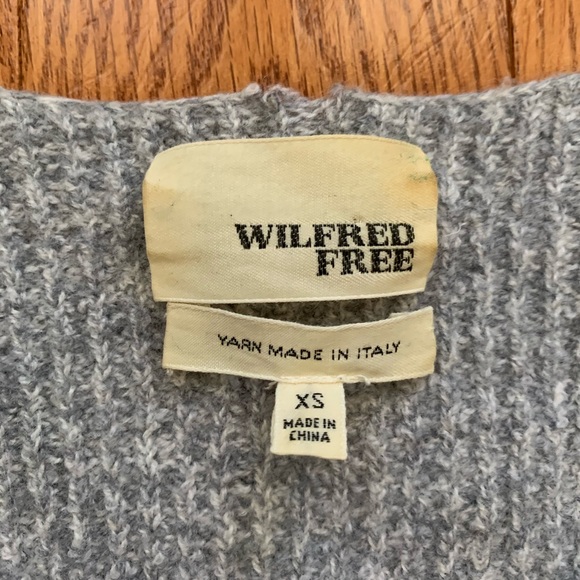 WILFRED
FREE
YARN MADE IN ITALY
XS
MADE IN
CHINA